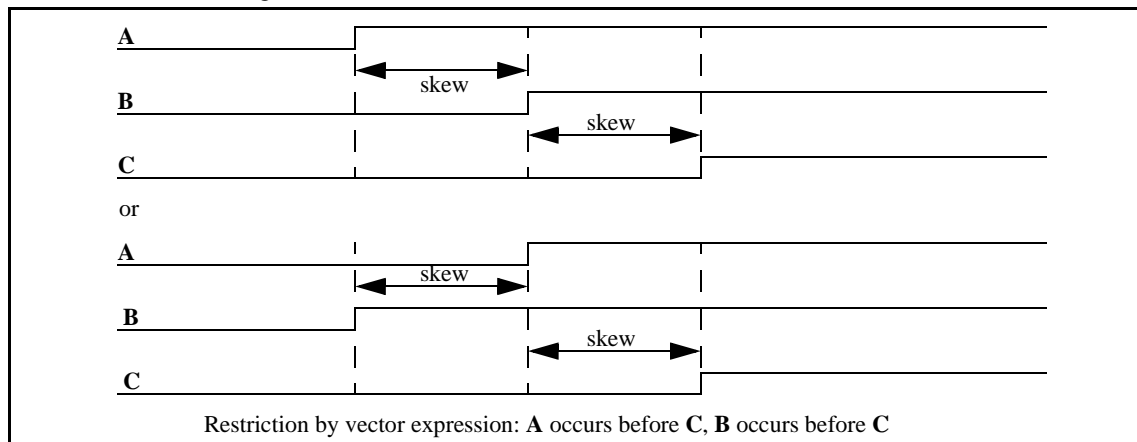 A
skew
B
skew
C
or
A
skew
B
skew
C
Restriction by vector expression: A occurs before C, B occurs before C